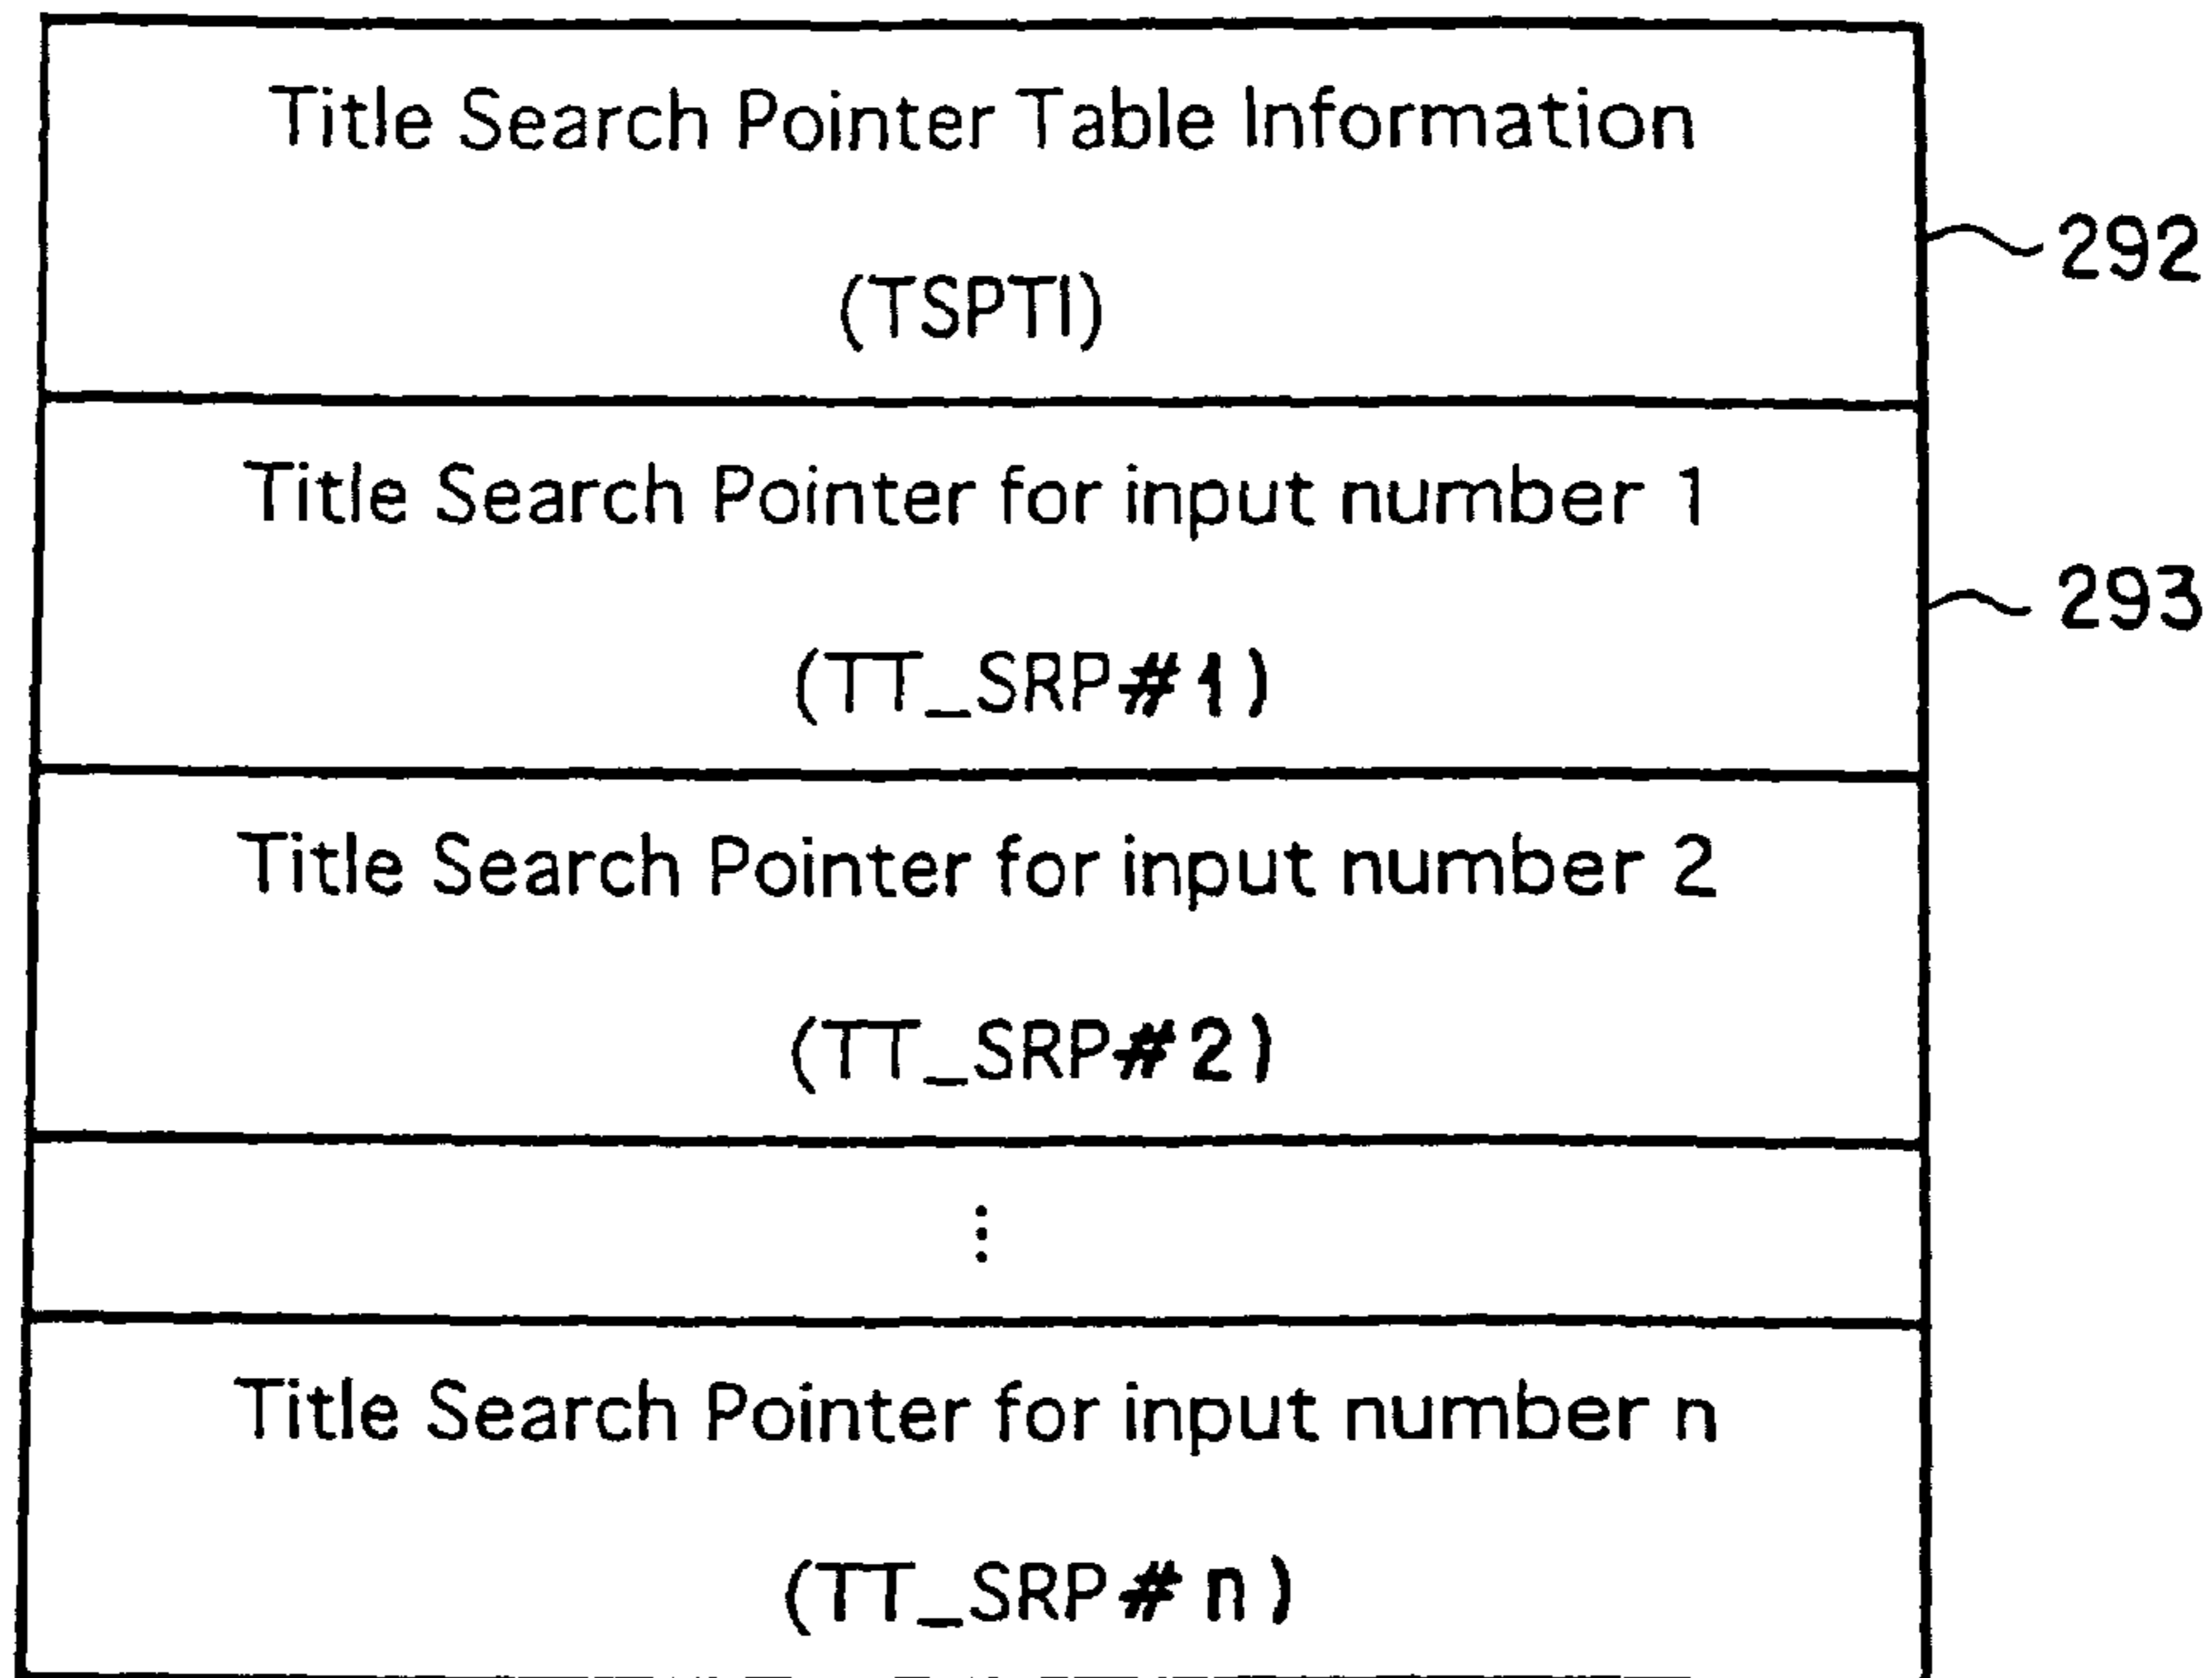 Title Search Pointer Table Information
292
(TSPTI)
Title Search Pointer for input number 1
293
(TT_SRP#1)
Title Search Pointer for input number 2
(TT_SRP#2)
⋮
Title Search Pointer for input number n
(TT_SRP#n)